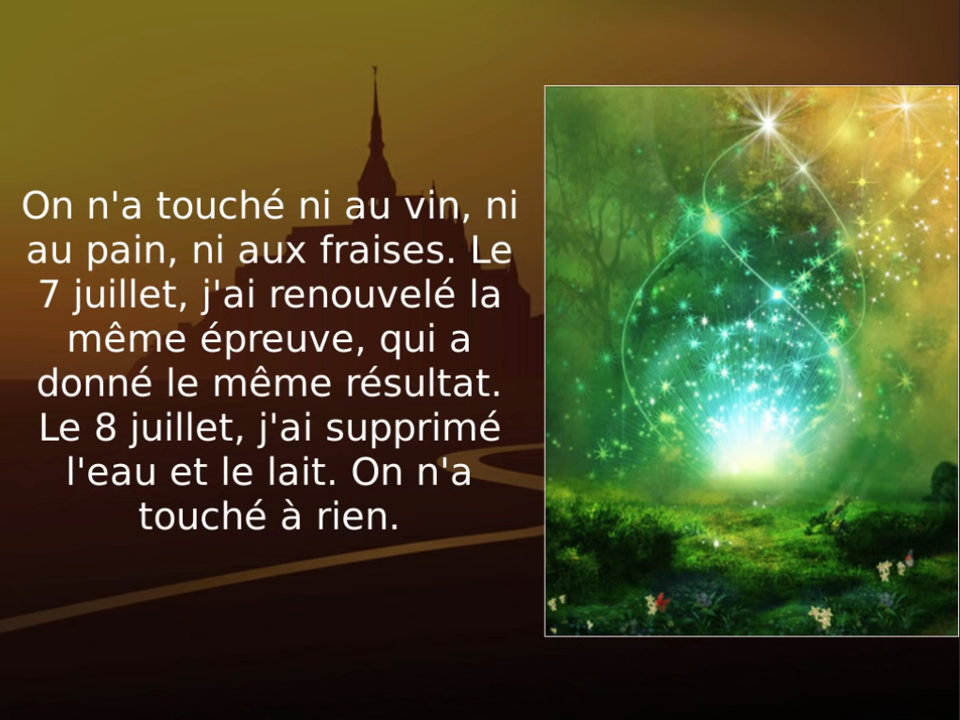 On n'a touché ni au vin, ni
au pain, ni aux fraises. Le
7 juillet, j'ai renouvelé la
même épreuve, qui a
donné le même résultat.
Le 8 juillet, j'ai supprimé
l'eau et le lait. On n'a
touché à rien.